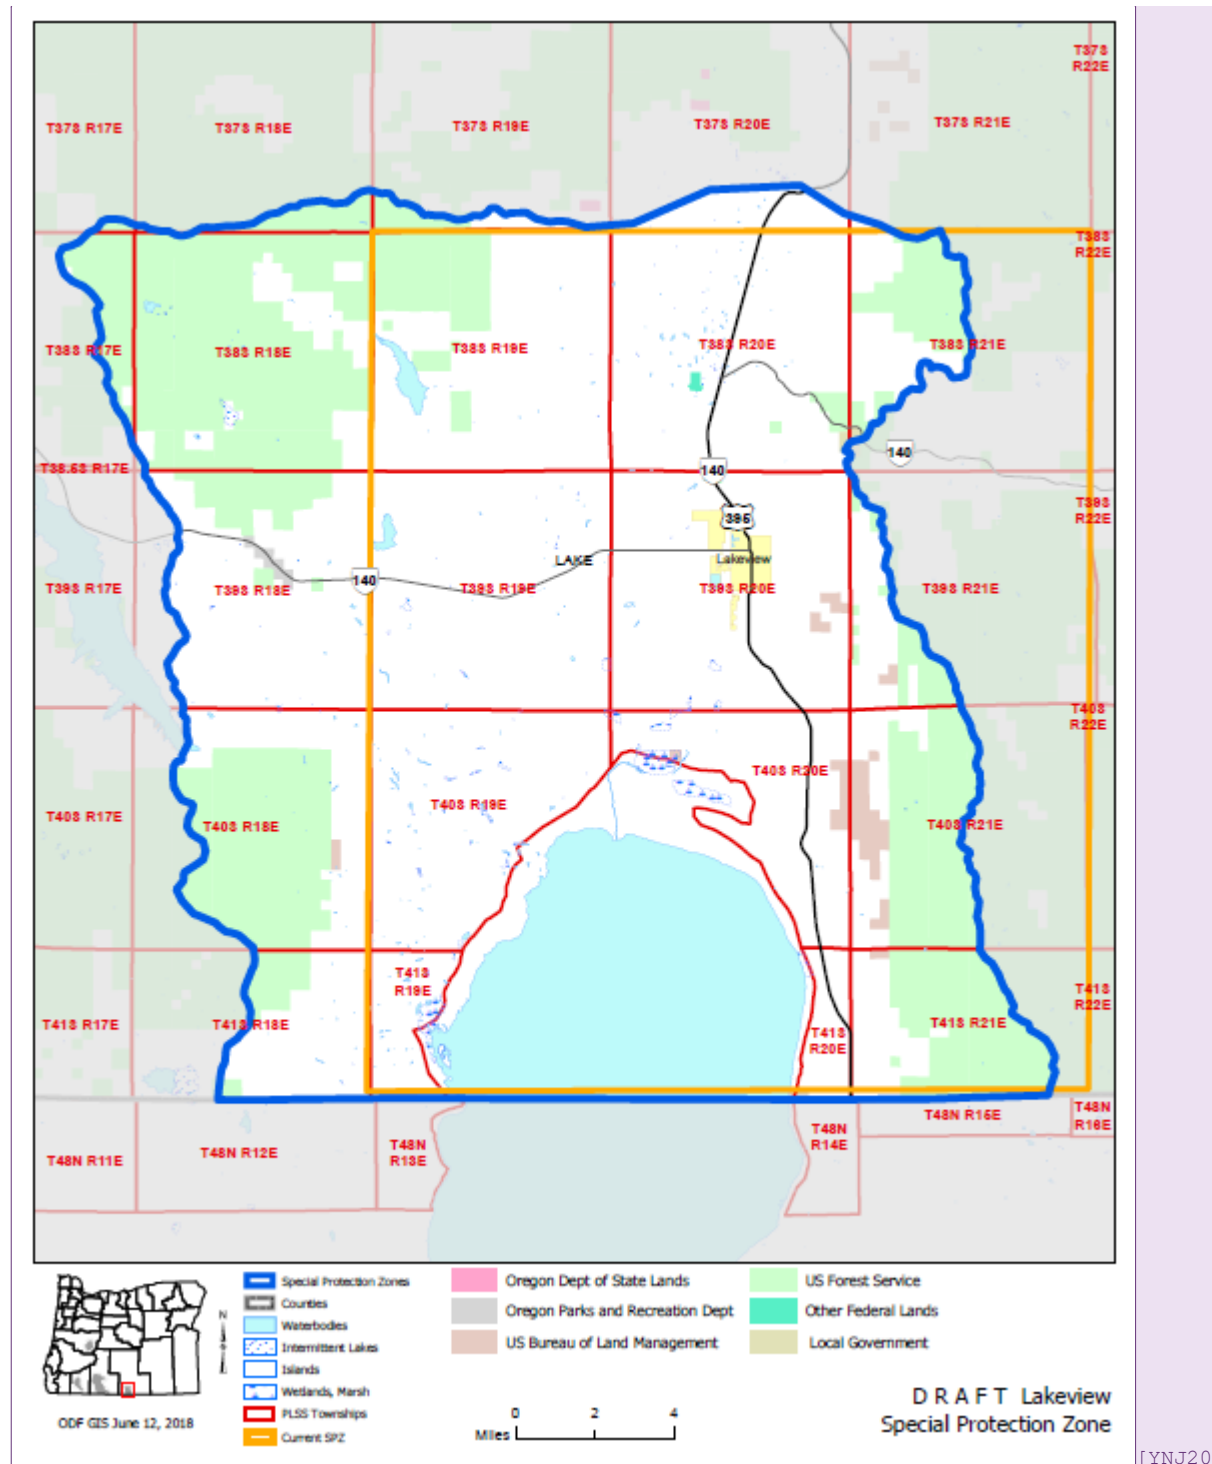 T37S
R22E
T37S R17E
T37S R18E
T37S R19E
T37S R20E
T37S R21E
T38S
R22E
T38S R17E
T38S R18E
T38S R19E
T38S R20E
T38S R21E
140
T38.5S R17E
140
T39S
R22E
395
LAKE
Lakeview
140
T39S R17E
T39S R18E
T39S R19E
T39S R20E
T39S R21E
T40S
R22E
T40S R20E
T40S R17E
T40S R18E
T40S R19E
T40S R21E
T41S
R19E
T41S
R22E
T41S R17E
T41S R18E
T41S
R20E
T41S R21E
T48N R15E
T48N
R16E
T48N R11E
T48N R12E
T48N
R13E
T48N
R14E
Special Protection Zones
Counties
Waterbodies
Intermittent Lakes
Islands
Wetlands, Marsh
PLSS Townships
Current SPZ
Oregon Dept of State Lands
Oregon Parks and Recreation Dept
US Bureau of Land Management
US Forest Service
Other Federal Lands
Local Government
N
ODF GIS June 12, 2018
0 2 4
Miles
DRAFT Lakeview
Special Protection Zone
[YNJ20